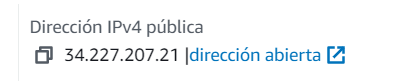 Dirección IPv4 pública
34.227.207.21 |dirección abierta